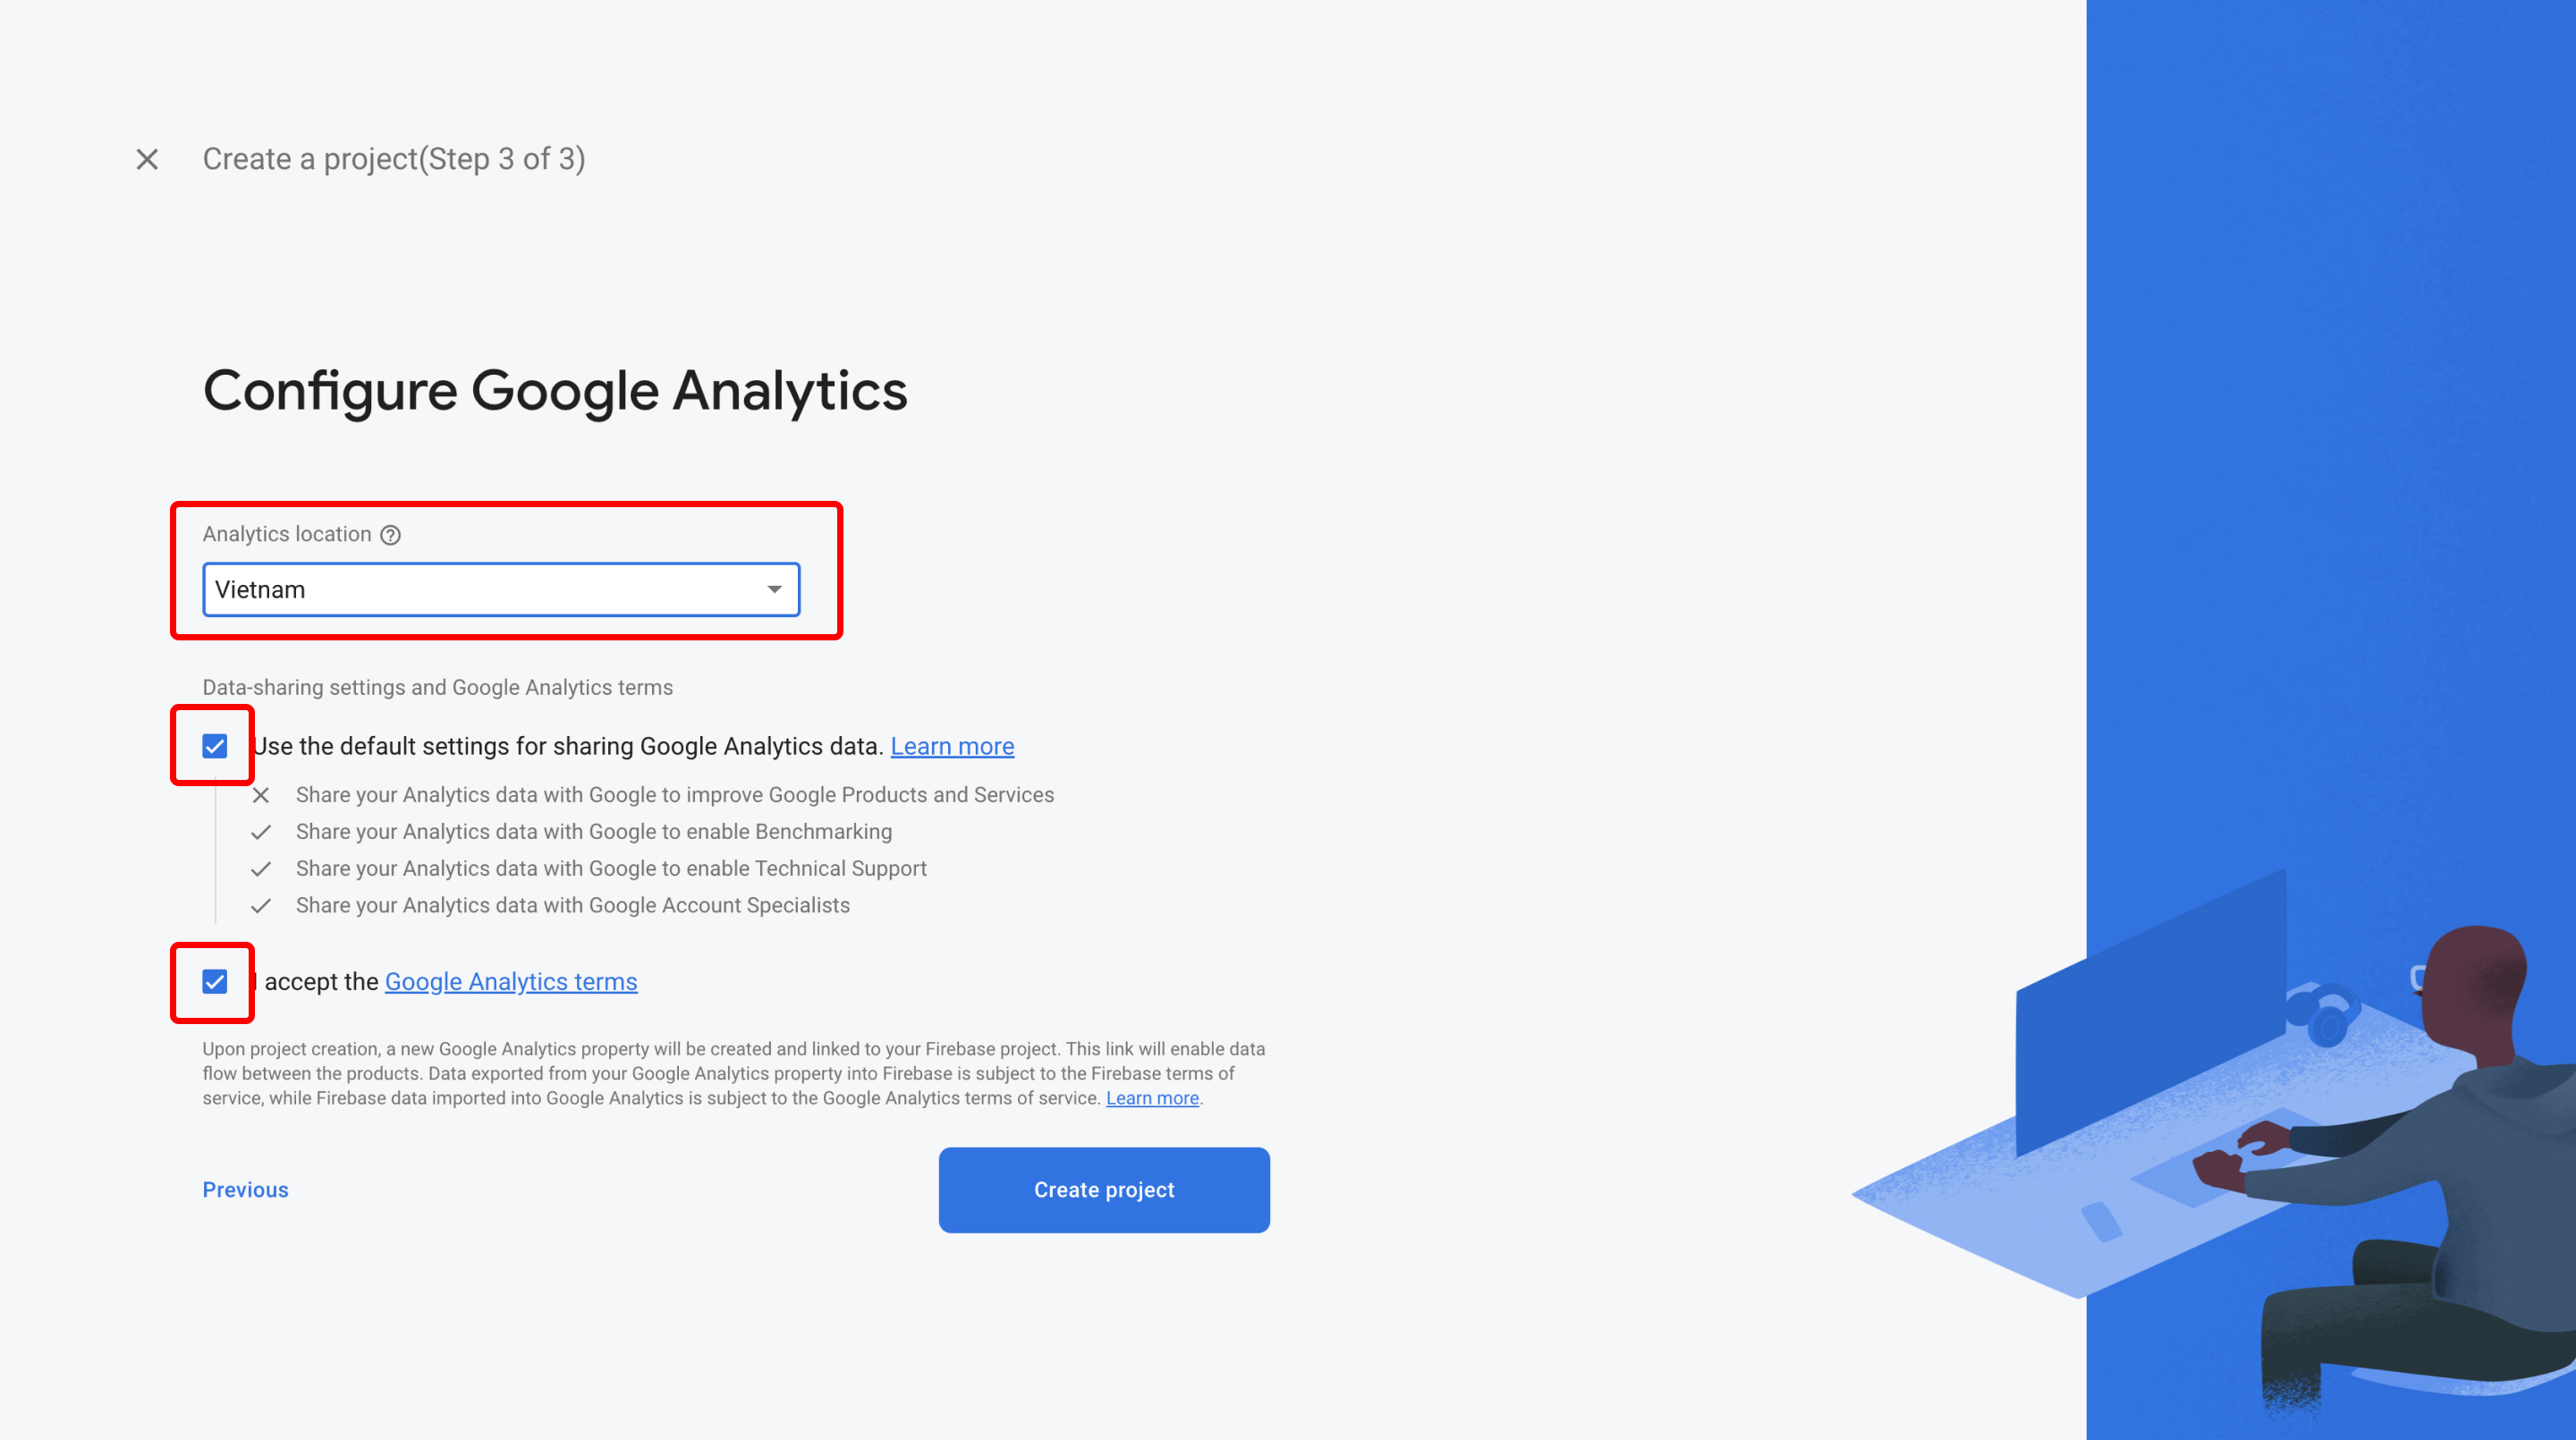 Create a project(Step 3 of 3)
Configure Google Analytics
Analytics location
Vietnam
Data-sharing settings and Google Analytics terms
Use the default settings for sharing Google Analytics data. Learn more
Share your Analytics data with Google to improve Google Products and Services
Share your Analytics data with Google to enable Benchmarking
Share your Analytics data with Google to enable Technical Support
Share your Analytics data with Google Account Specialists
I accept the Google Analytics terms
Upon project creation, a new Google Analytics property will be created and linked to your Firebase project. This link will enable data
flow between the products. Data exported from your Google Analytics property into Firebase is subject to the Firebase terms of
service, while Firebase data imported into Google Analytics is subject to the Google Analytics terms of service. Learn more.
Previous
Create project